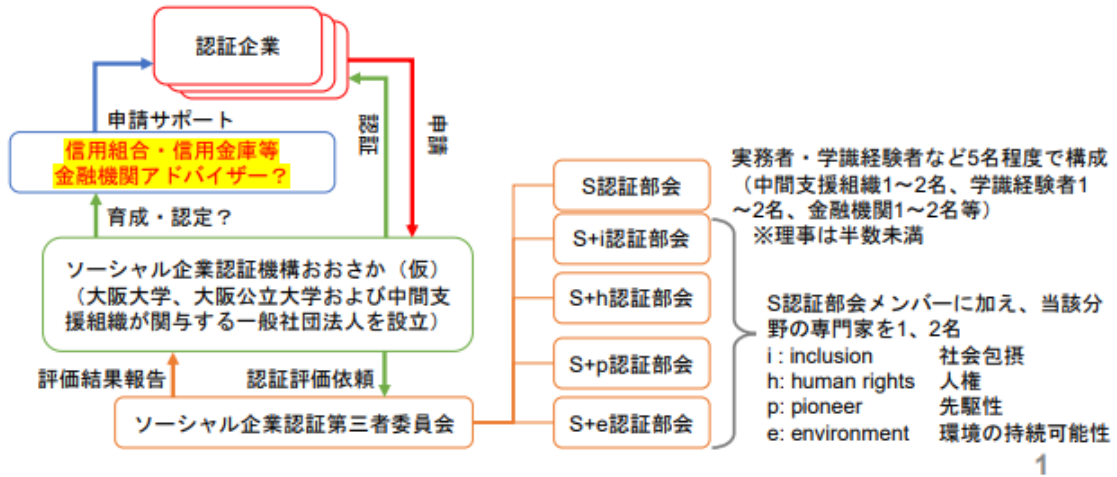 認証企業
申請サポート
認証
申請
信用組合・信用金庫等
金融機関アドバイザー？
育成・認定？
ソーシャル企業認証機構おおさか（仮）
（大阪大学、大阪公立大学および中間支
援組織が関与する一般社団法人を設立）
評価結果報告
認証評価依頼
ソーシャル企業認証第三者委員会
S認証部会
S+i認証部会
S+h認証部会
S+p認証部会
S+e認証部会
実務者・学識経験者など5名程度で構成
（中間支援組織1～2名、学識経験者1
～2名、金融機関1～2名等）
※理事は半数未満
S認証部会メンバーに加え、当該分
野の専門家を1、2名
i : inclusion 社会包摂
h: human rights 人権
p: pioneer 先駆性
e: environment 環境の持続可能性
1